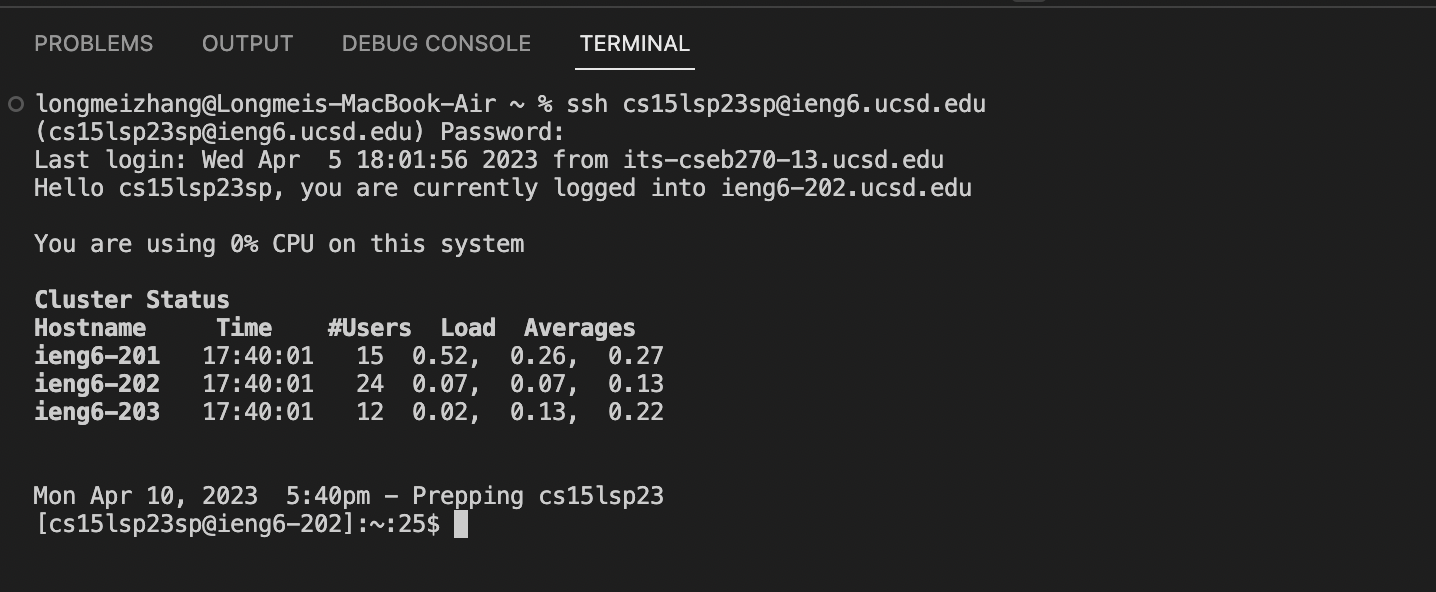 PROBLEMS OUTPUT DEBUG CONSOLE TERMINAL
longmeizhang@Longmeis-MacBook-Air ~ % ssh cs15lsp23sp@ieng6.ucsd.edu
(cs15lsp23sp@ieng6.ucsd.edu) Password:
Last login: Wed Apr  5 18:01:56 2023 from its-cseb270-13.ucsd.edu
Hello cs15lsp23sp, you are currently logged into ieng6-202.ucsd.edu
You are using 0% CPU on this system
Cluster Status
Hostname     Time    #Users  Load  Averages
ieng6-201   17:40:01   15  0.52,  0.26,  0.27
ieng6-202   17:40:01   24  0.07,  0.07,  0.13
ieng6-203   17:40:01   12  0.02,  0.13,  0.22
Mon Apr 10, 2023  5:40pm - Prepping cs15lsp23
[cs15lsp23sp@ieng6-202]:~:25$